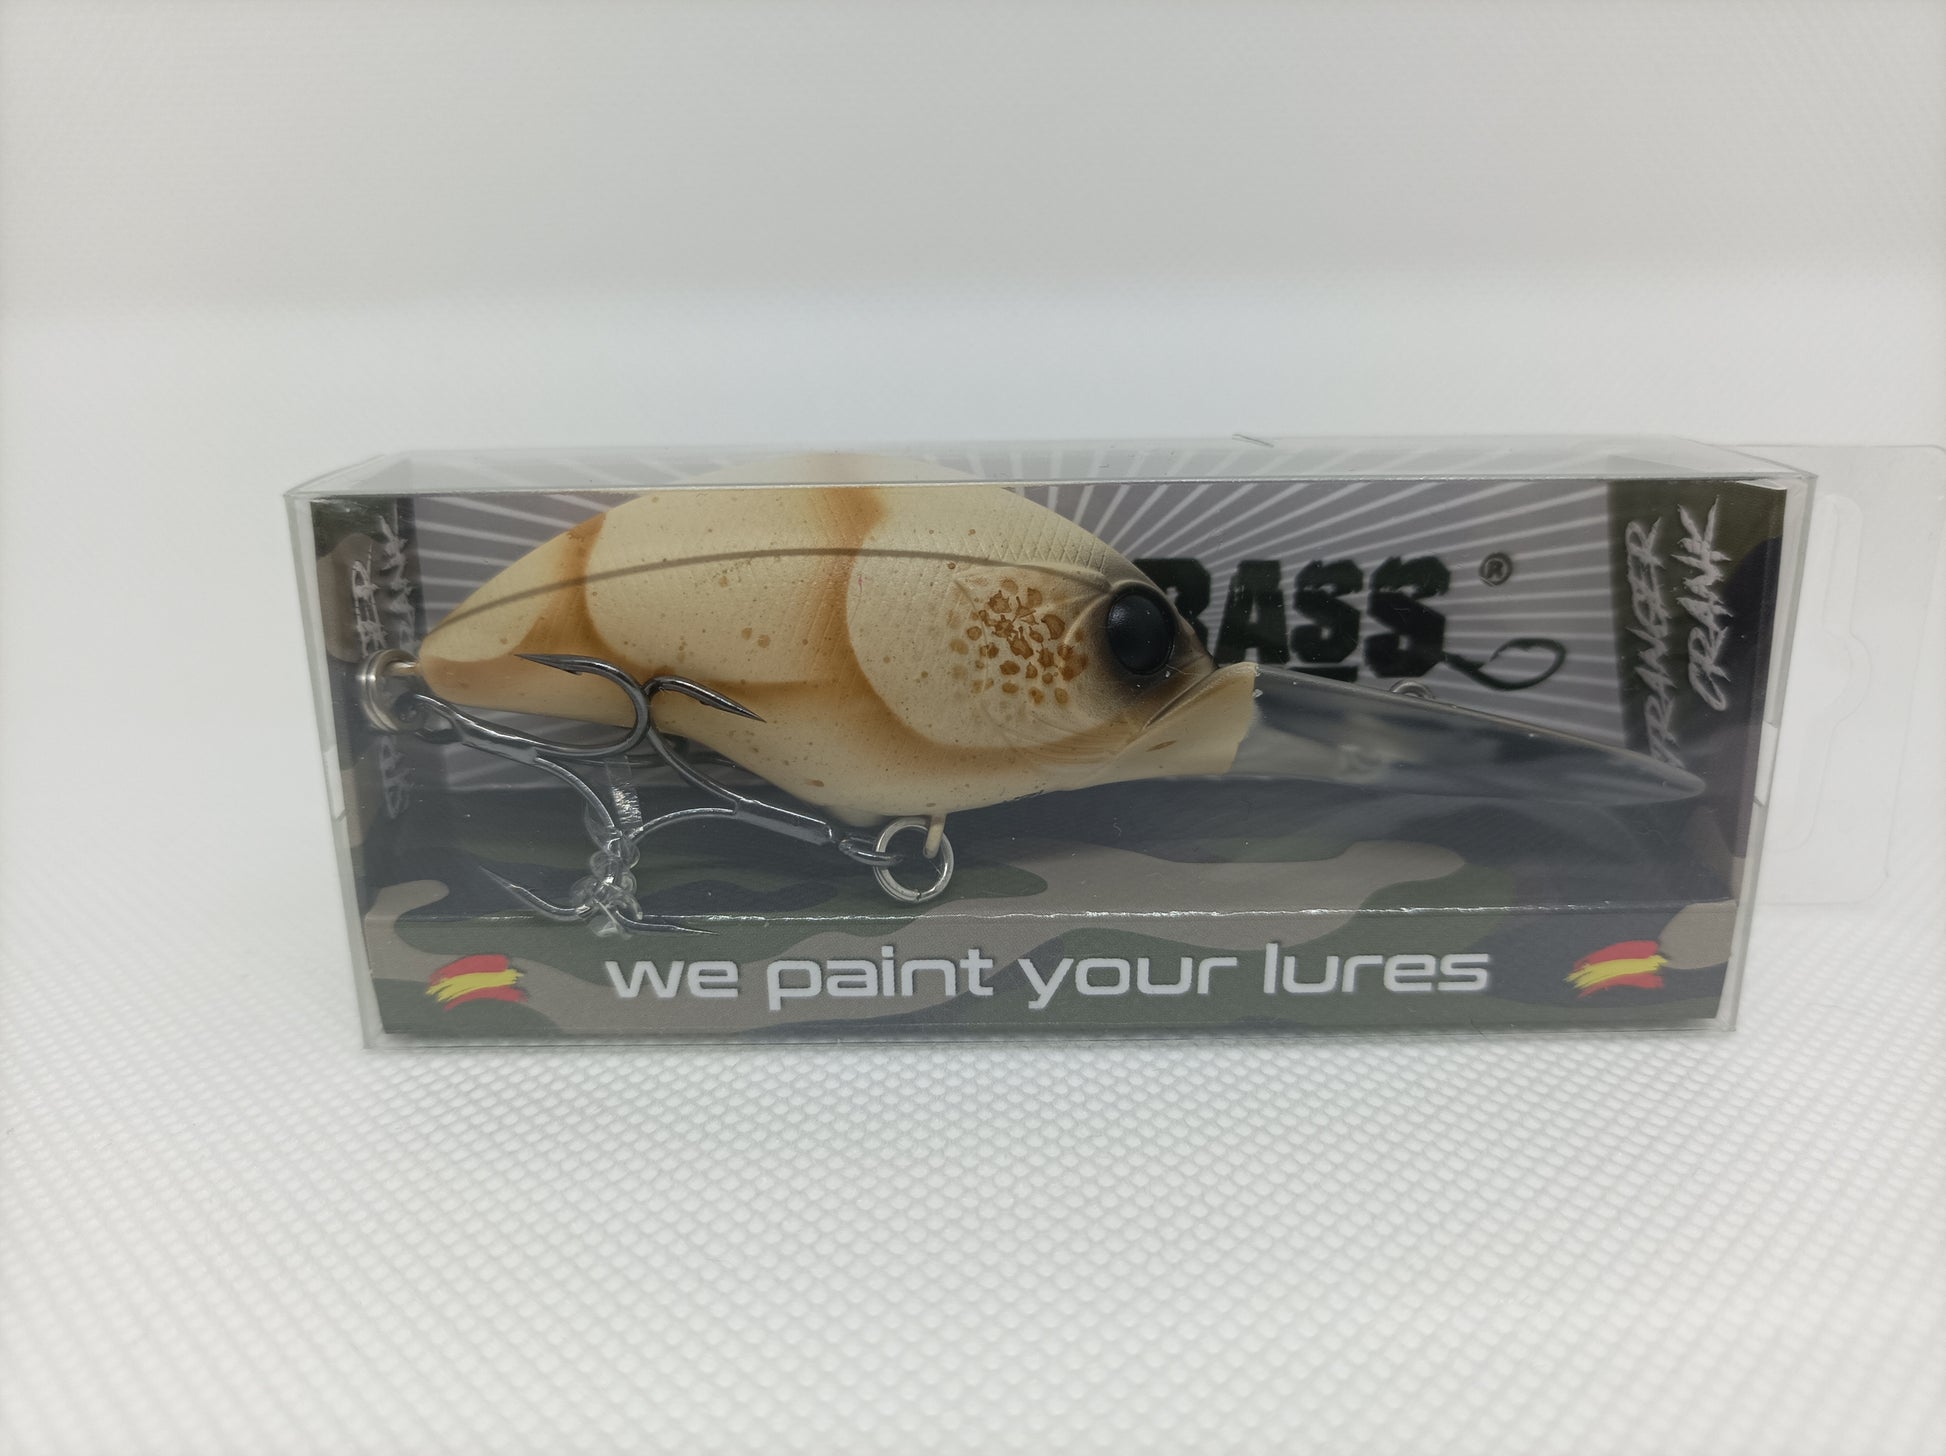 BASS ®
STRANGER
CRANK
we paint your lures